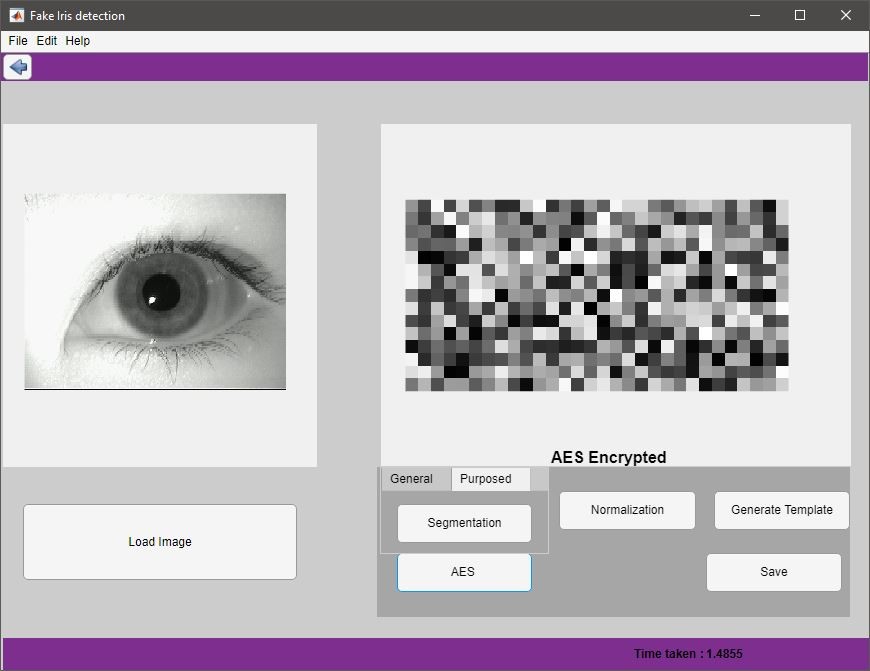 Fake Iris detection
File Edit Help
AES Encrypted
General Purposed
Segmentation
Normalization
Generate Template
Load Image
AES
Save
Time taken : 1.4855